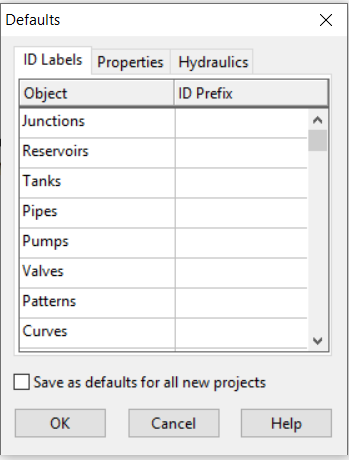 Defaults
ID Labels Properties Hydraulics
Object ID Prefix
Junctions
Reservoirs
Tanks
Pipes
Pumps
Valves
Patterns
Curves
Save as defaults for all new projects
OK Cancel Help